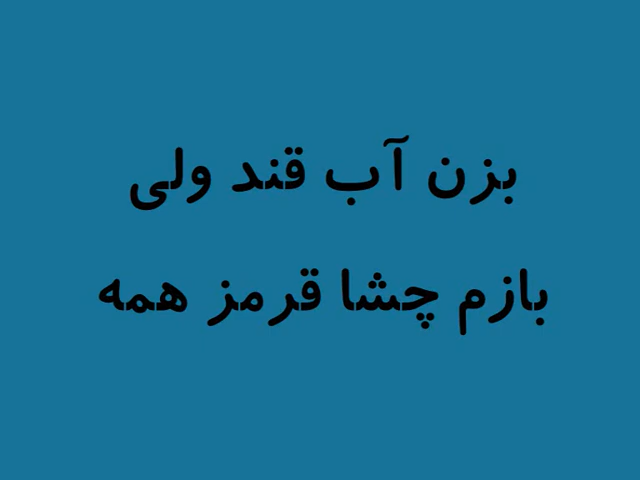 بزن آب قند ولی
بازم چشا قرمز همه